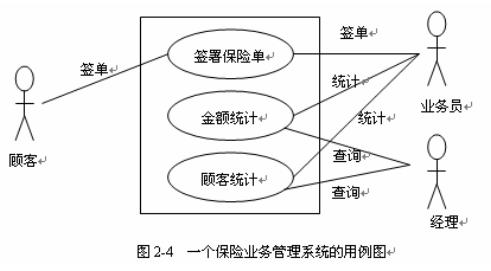 签单
签署保险单
签单
业务员
统计
金额统计
统计
顾客
查询
顾客统计
查询
经理
图 2-4 一个保险业务管理系统的用例图